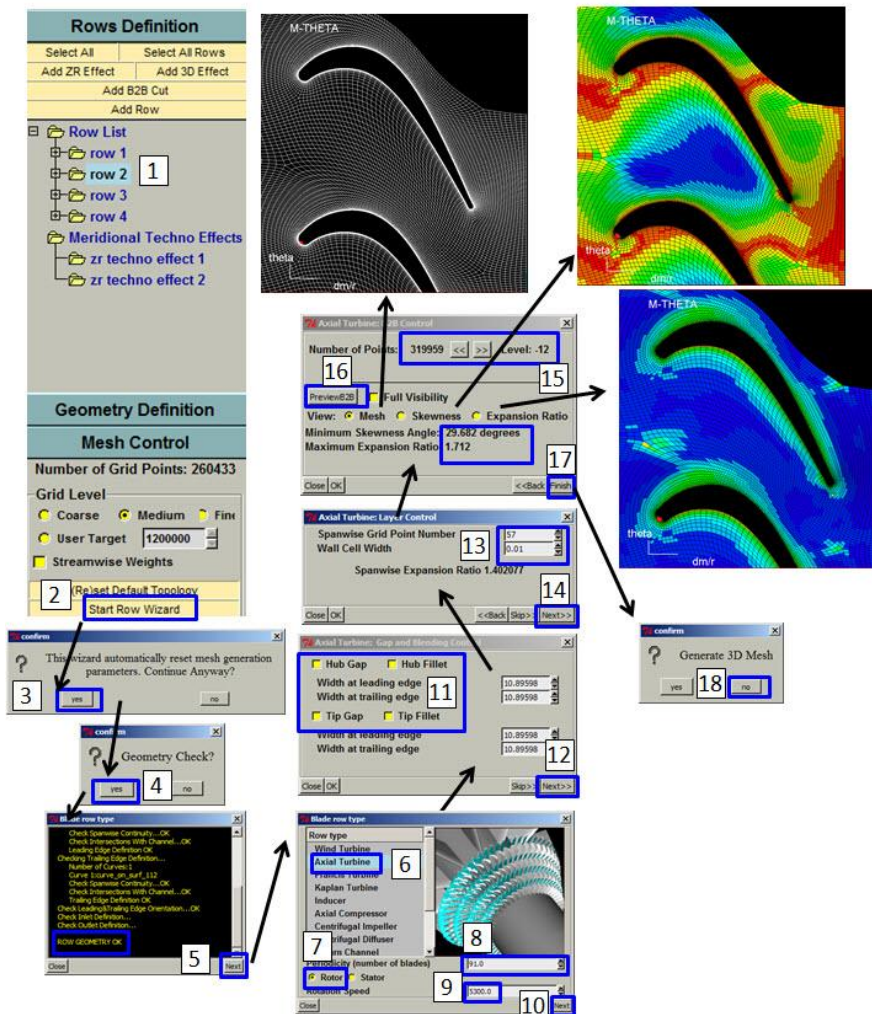 Rows Definition
Select All
Select All Rows
Add ZR Effect
Add 3D Effect
Add B2B Cut
Add Row
Row List
row 1
row 2
row 3
row 4
Meridional Techno Effects
zr techno effect 1
zr techno effect 2
1
Geometry Definition
Mesh Control
Number of Grid Points: 260433
Grid Level
Coarse
Medium
Fine
User Target
1200000
Streamwise Weights
(Re)set Default Topology
2
Start Row Wizard
confirm
This wizard automatically reset mesh generation
parameters. Continue Anyway?
3
yes
no
confirm
Geometry Check?
yes
4
no
Blade row type
Check Spanwise Continuity...OK
Check Intersections With Channel...OK
Leading Edge Definition OK
Checking Trailing Edge Definition...
Number of Curves:1
Curve 1:curve_on_surf_112
Check Spanwise Continuity...OK
Check Intersections With Channel...OK
Trailing Edge Definition OK
Check Leading&Trailing Edge Orientation...OK
Check Inlet Definition...
Check Outlet Definition...
ROW GEOMETRY OK
5
Close
Next
M-THETA
theta
dm/r
M-THETA
theta
dm/r
M-THETA
theta
dm/r
Axial Turbine: B2B Control
Number of Points:
319959
<<
>>
Level: -12
16
15
PreviewB2B
Full Visibility
View:
Mesh
Skewness
Expansion Ratio
Minimum Skewness Angle: 29.682 degrees
Maximum Expansion Ratio 1.712
17
Close
OK
<<Back
Finish
Axial Turbine: Layer Control
Spanwise Grid Point Number
57
Wall Cell Width
13
0.01
Spanwise Expansion Ratio 1.402077
14
Close
OK
<<Back
Skip>>
Next>>
Axial Turbine: Gap and Blending Control
Hub Gap
Hub Fillet
Width at leading edge
10.89598
Width at trailing edge
10.89598
11
Tip Gap
Tip Fillet
Width at leading edge
10.89598
Width at trailing edge
10.89598
12
Close
OK
Skip>>
Next>>
Blade row type
Row type
Wind Turbine
Axial Turbine
Francis Turbine
Kaplan Turbine
Inducer
Axial Compressor
Centrifugal Impeller
Diffuser
Channel
6
7
8
Periodicity (number of blades)
91.0
Rotor
Stator
9
Rotation Speed
5300.0
10
Close
Next
confirm
Generate 3D Mesh
yes
18
no